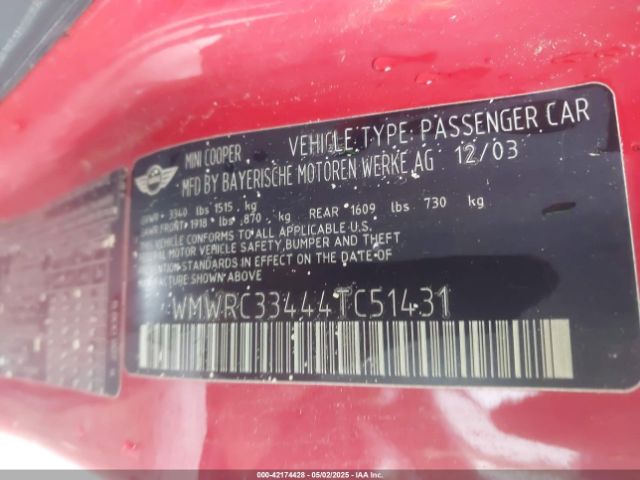 MINI COOPER VEHICLE TYPE: PASSENGER CAR
MFD BY BAYERISCHE MOTOREN WERKE AG 12/03
GVWR 3340 lbs 1515 kg
GAWR FRONT 1918 lbs 870 kg REAR 1609 lbs 730 kg
THIS VEHICLE CONFORMS TO ALL APPLICABLE U.S.
MOTOR VEHICLE SAFETY, BUMPER AND THEFT
STANDARDS IN EFFECT ON THE DATE OF
MANUFACTURE SHOWN ABOVE
WMWRC33444TC51431
000-42174428 - 05/02/2025 - COPYRIGHT IAA, LLC.